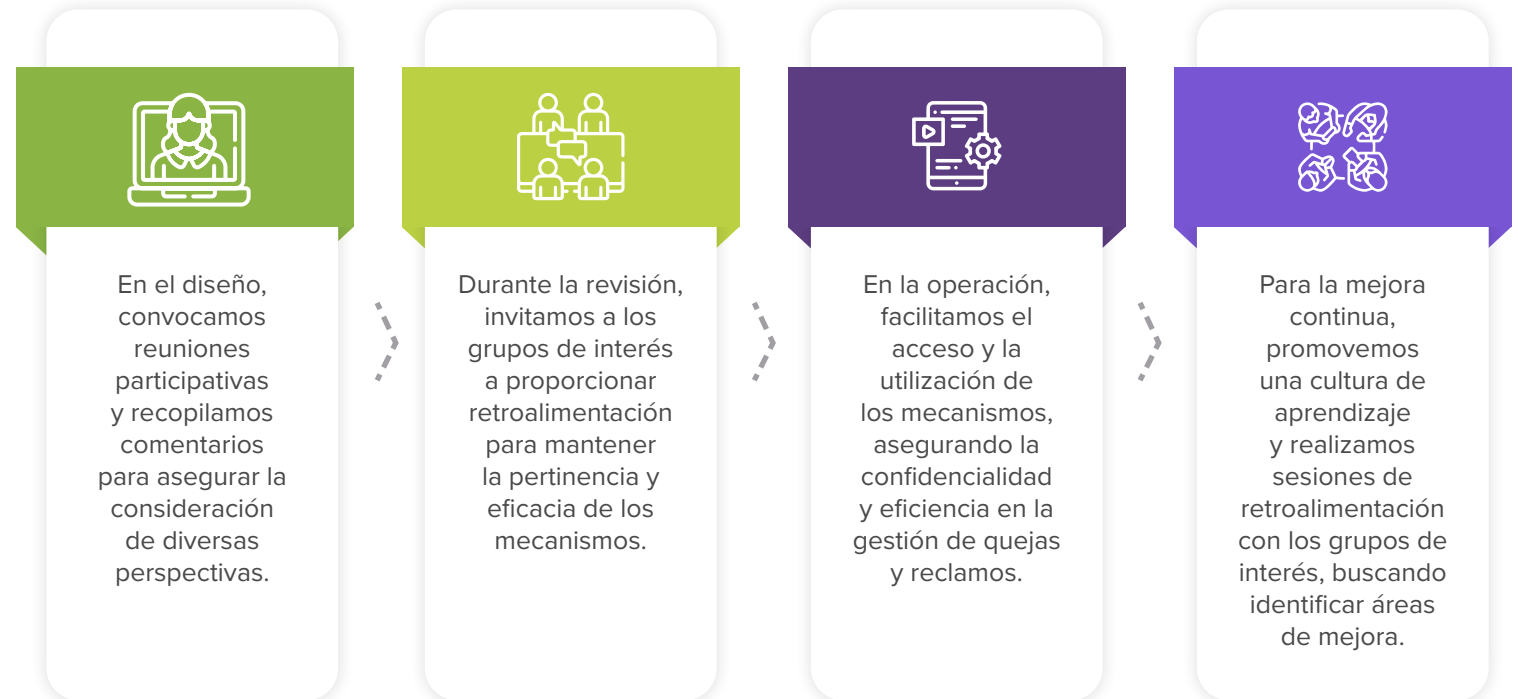 En el diseño,
convocamos
reuniones
participativas
y recopilamos
comentarios
para asegurar la
consideración
de diversas
perspectivas.
Durante la revisión,
invitamos a los
grupos de interés
a proporcionar
retroalimentación
para mantener
la pertinencia y
eficacia de los
mecanismos.
En la operación,
facilitamos el
acceso y la
utilización de
los mecanismos,
asegurando la
confidencialidad
y eficiencia en la
gestión de quejas
y reclamos.
Para la mejora
continua,
promovemos
una cultura de
aprendizaje
y realizamos
sesiones de
retroalimentación
con los grupos de
interés, buscando
identificar áreas
de mejora.